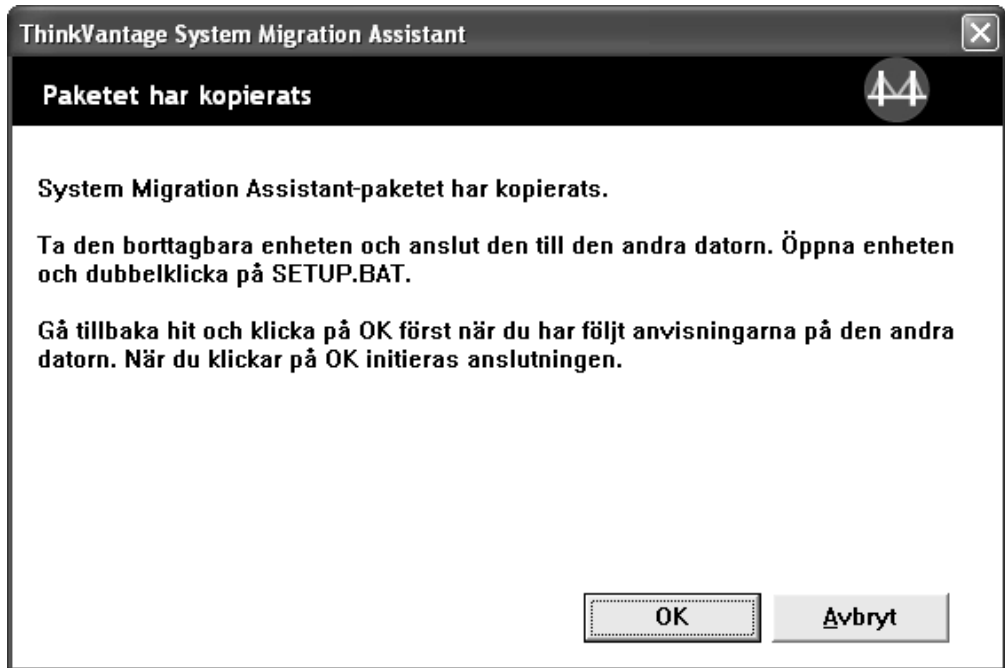 ThinkVantage System Migration Assistant
Paketet har kopierats
System Migration Assistant-paketet har kopierats.
Ta den borttagbara enheten och anslut den till den andra datorn. Öppna enheten
och dubbelklicka på SETUP.BAT.
Gå tillbaka hit och klicka på OK först när du har följt anvisningarna på den andra
datorn. När du klickar på OK initieras anslutningen.
OK
Avbryt